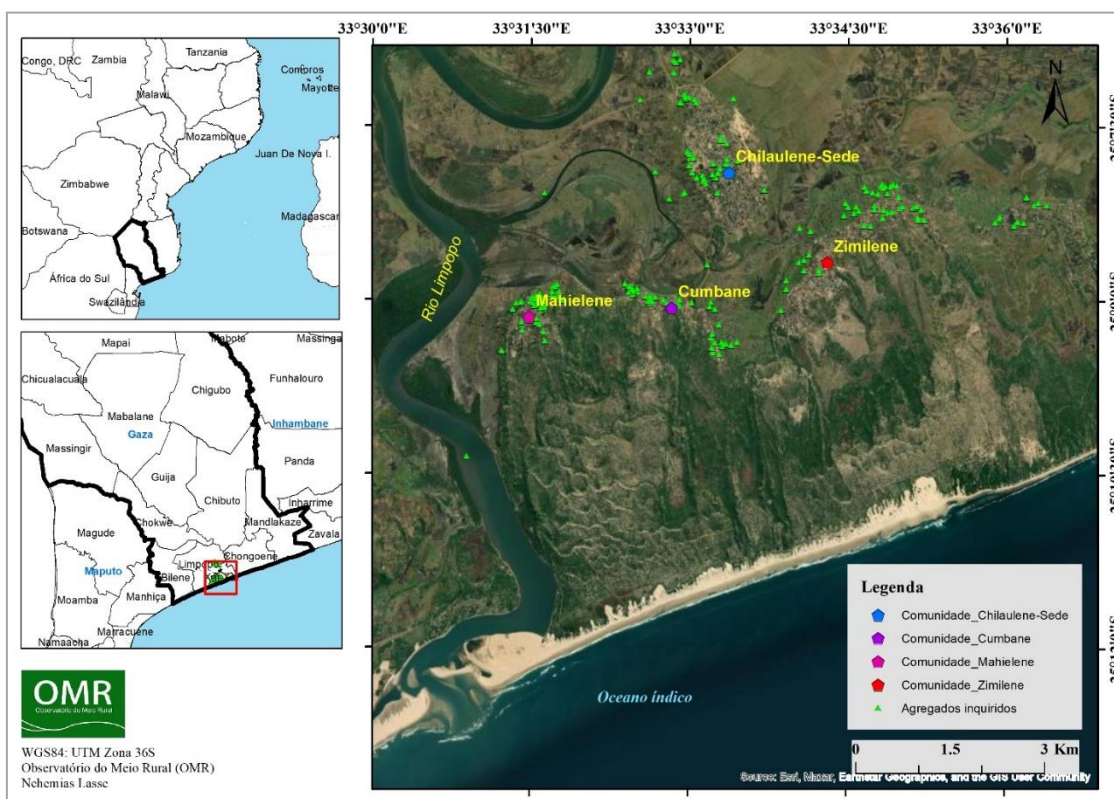 33°30'0"E
33°31'30"E
33°33'0"E
33°34'30"E
33°36'0"E
Congo, DRC
Zambia
Tanzania
Comoros
Mayotte
Malawi
Mozambique
Juan De Nova I.
Zimbabwe
Madagascar
Botswana
África do Sul
Swazilândia
Mapai
Mabote
Massinga
Chicualacuala
Chigubo
Funhalouro
Mabalane
Gaza
Inhambane
Massingir
Panda
Guija
Chibuto
Inharrime
Chokwe
Mandlakaze
Magude
Zavala
Limpopo
Chongoene
Maputo
Bilene
Xai-Xai
Moamba
Manhiça
Marracuene
Namaacha
OMR
Observatório do Meio Rural
WGS84: UTM Zona 36S
Observatório do Meio Rural (OMR)
Nehemias Lasse
N
Chilaulene-Sede
Zimilene
Rio Limpopo
Mahielene
Cumbane
Oceano índico
Legenda
Comunidade_Chilaulene-Sede
Comunidade_Cumbane
Comunidade_Mahielene
Comunidade_Zimilene
Agregados inquiridos
0 1.5 3 Km
Source: Esri, Maxar, Earthstar Geographics, and the GIS User Community